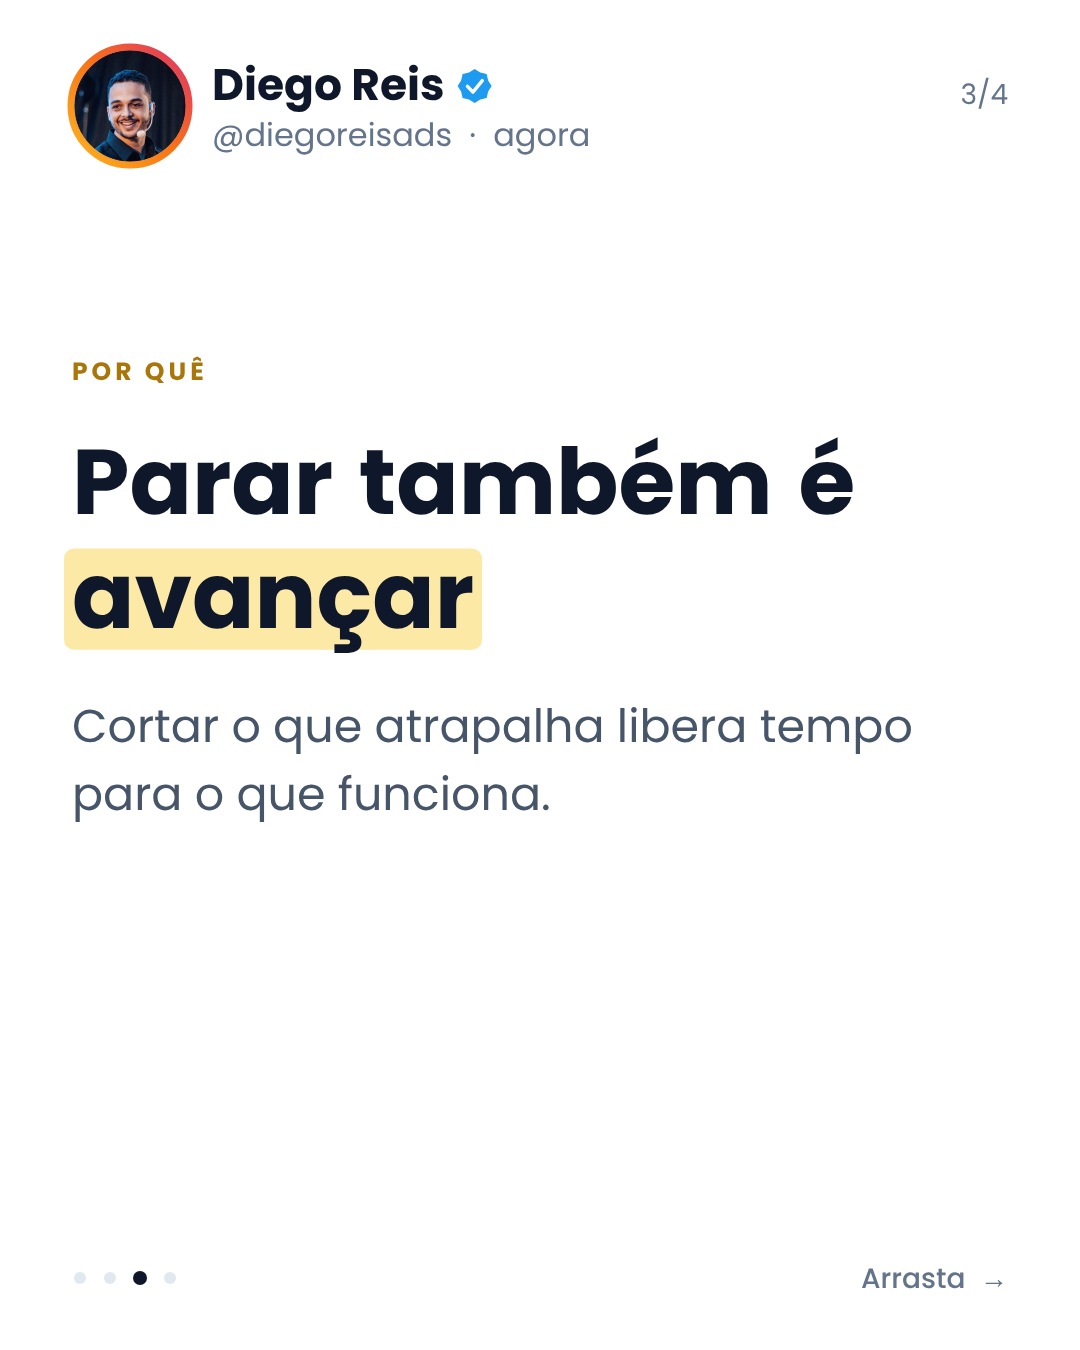 Diego Reis
@diegoreisads · agora
3/4
POR QUÊ
Parar também é
avançar
Cortar o que atrapalha libera tempo
para o que funciona.
Arrasta →